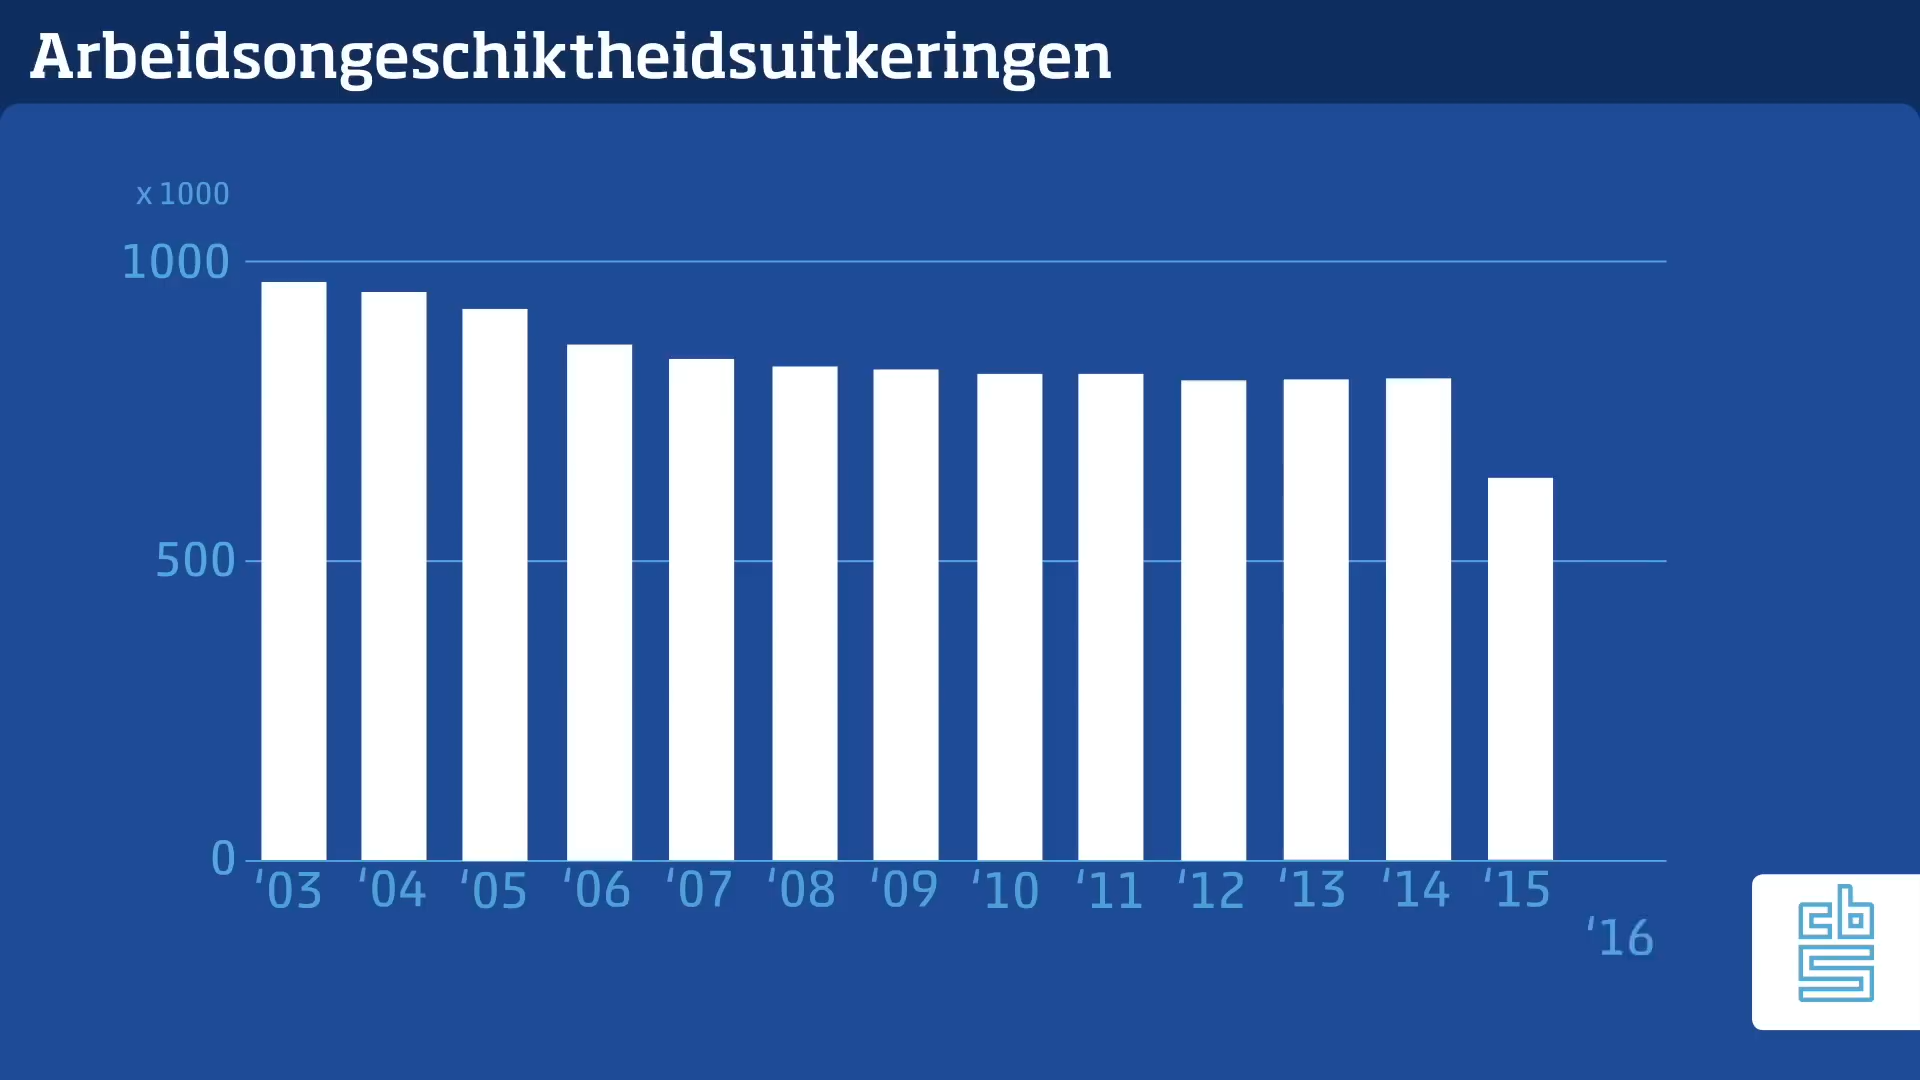 Arbeidsongeschiktheidsuitkeringen
x 1000
1000
500
0
‘03 ‘04 ‘05 ‘06 ‘07 ‘08 ‘09 ‘10 ‘11 ‘12 ‘13 ‘14 ‘15
‘16
cbs